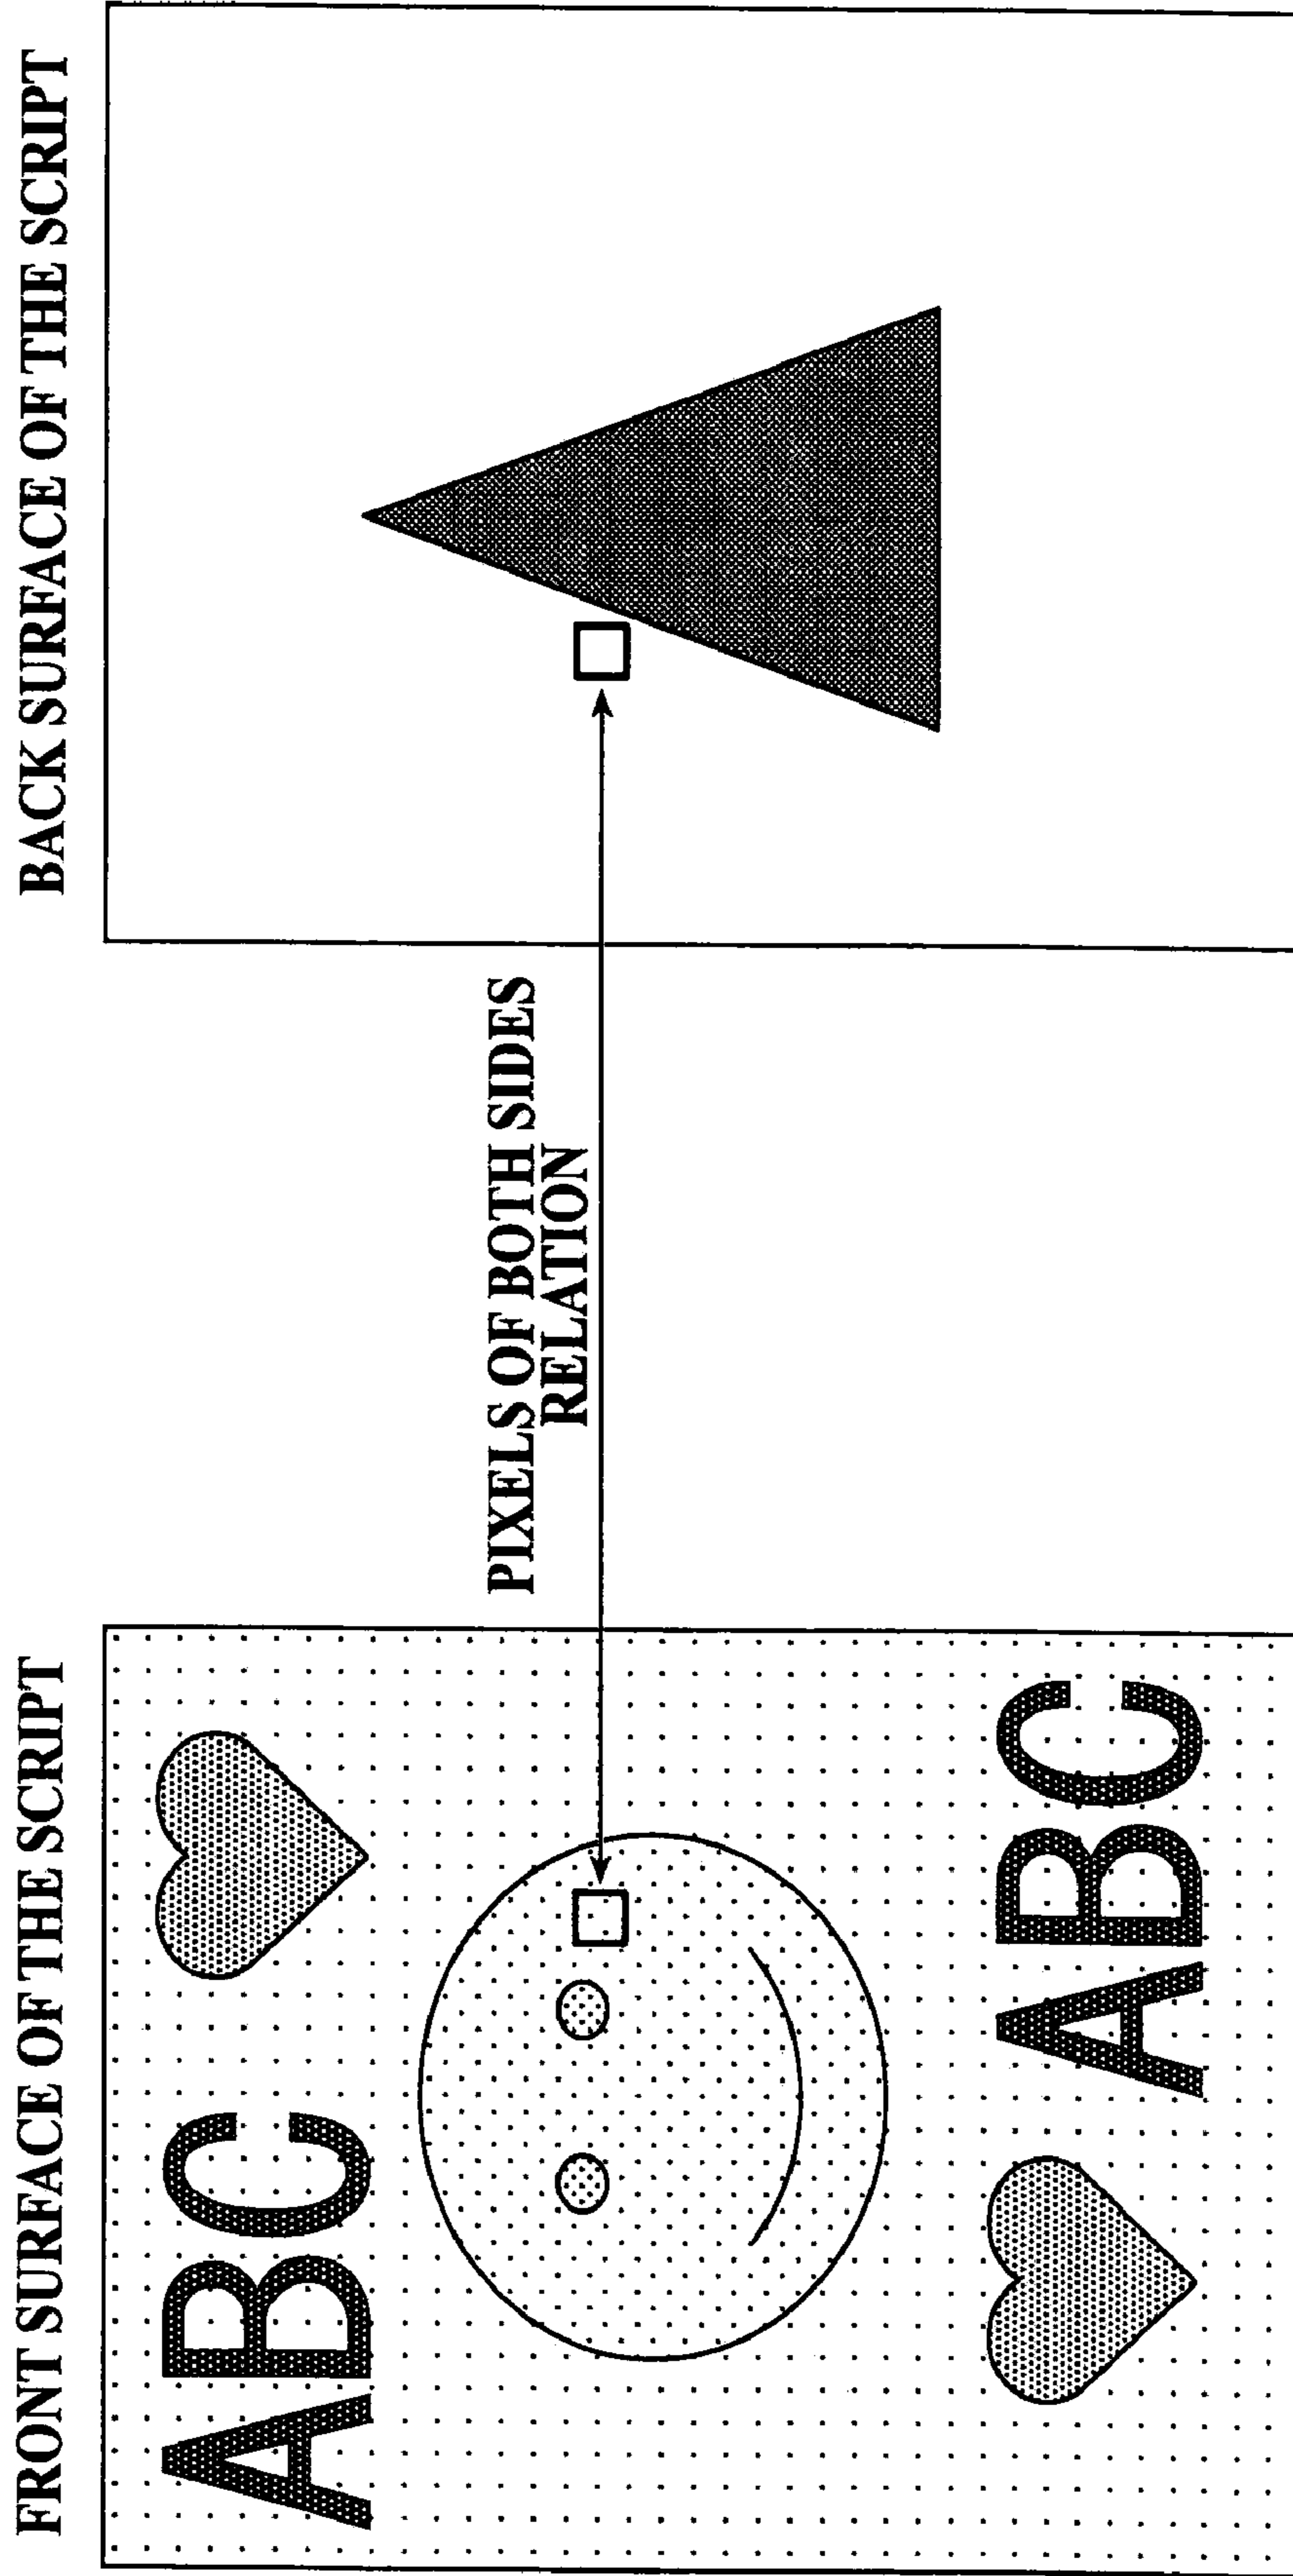 FRONT SURFACE OF THE SCRIPT
ABC
ABC
PIXELS OF BOTH SIDES
RELATION
BACK SURFACE OF THE SCRIPT